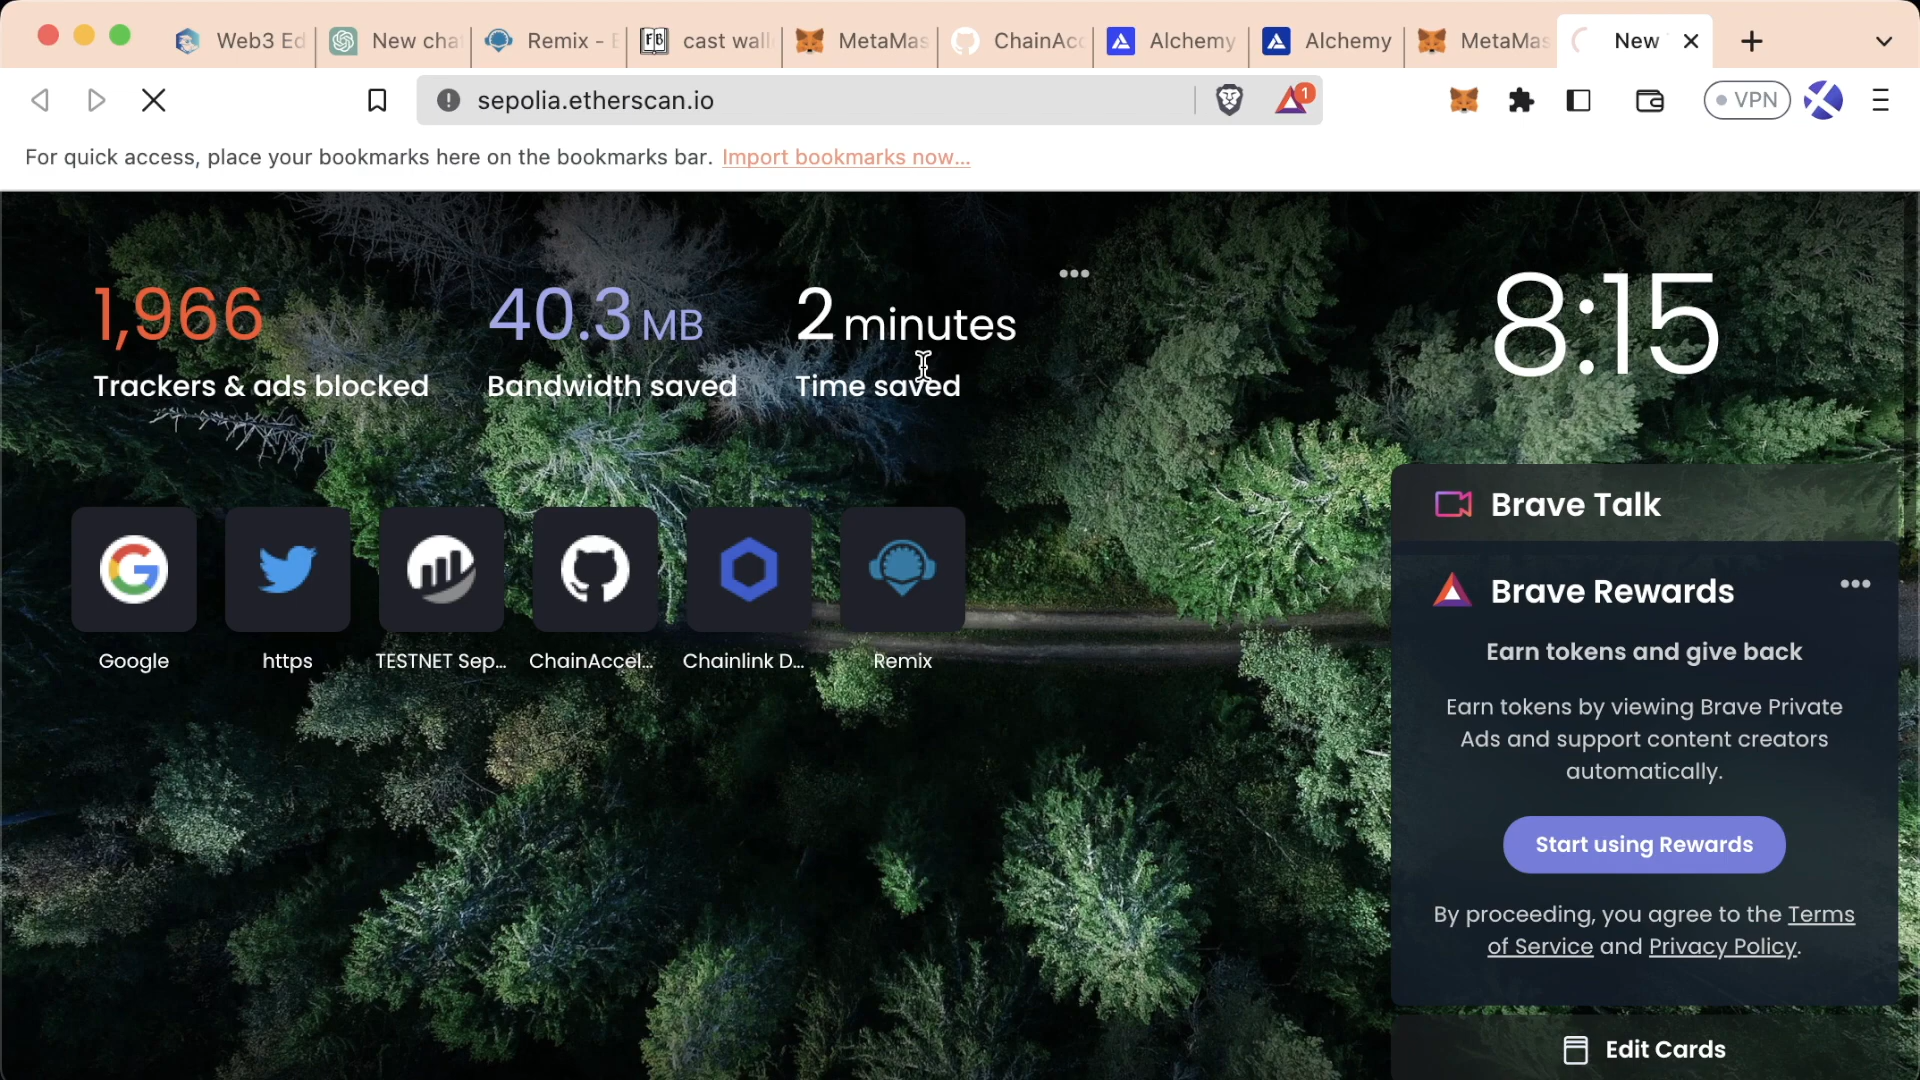 Web3 Ed
New cha
Remix - E
cast wall
MetaMas
ChainAcc
Alchemy
Alchemy
MetaMas
New
sepolia.etherscan.io
1
VPN
For quick access, place your bookmarks here on the bookmarks bar. Import bookmarks now...
1,966
Trackers & ads blocked
40.3 MB
Bandwidth saved
2 minutes
Time saved
8:15
Google
https
TESTNET Sep...
ChainAccel...
Chainlink D...
Remix
Brave Talk
Brave Rewards
Earn tokens and give back
Earn tokens by viewing Brave Private
Ads and support content creators
automatically.
Start using Rewards
By proceeding, you agree to the Terms
of Service and Privacy Policy.
Edit Cards